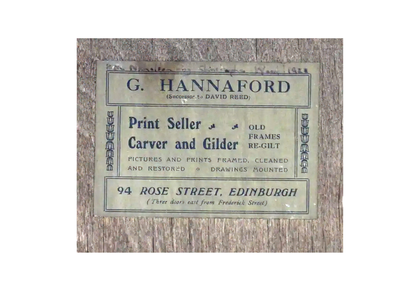 G. HANNAFORD
(Successor to DAVID REED)
Print Seller
Carver and Gilder
OLD
FRAMES
RE-GILT
PICTURES AND PRINTS FRAMED, CLEANED
AND RESTORED DRAWINGS MOUNTED
94 ROSE STREET, EDINBURGH
(Three doors east from Frederick Street)